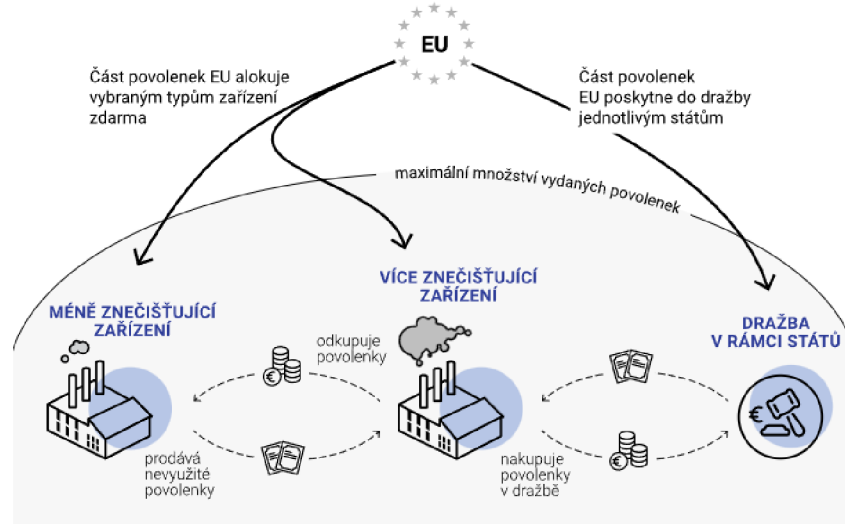 EU
Část povolenek EU alokuje
vybraným typům zařízení
zdarma
Část povolenek
EU poskytne do dražby
jednotlivým státům
maximální množství vydaných povolenek
MÉNĚ ZNEČIŠŤUJÍCÍ
ZAŘÍZENÍ
VÍCE ZNEČIŠŤUJÍCÍ
ZAŘÍZENÍ
DRAŽBA
V RÁMCI STÁTŮ
odkupuje
povolenky
€
€
prodává
nevyužité
povolenky
nakupuje
povolenky
v dražbě
€